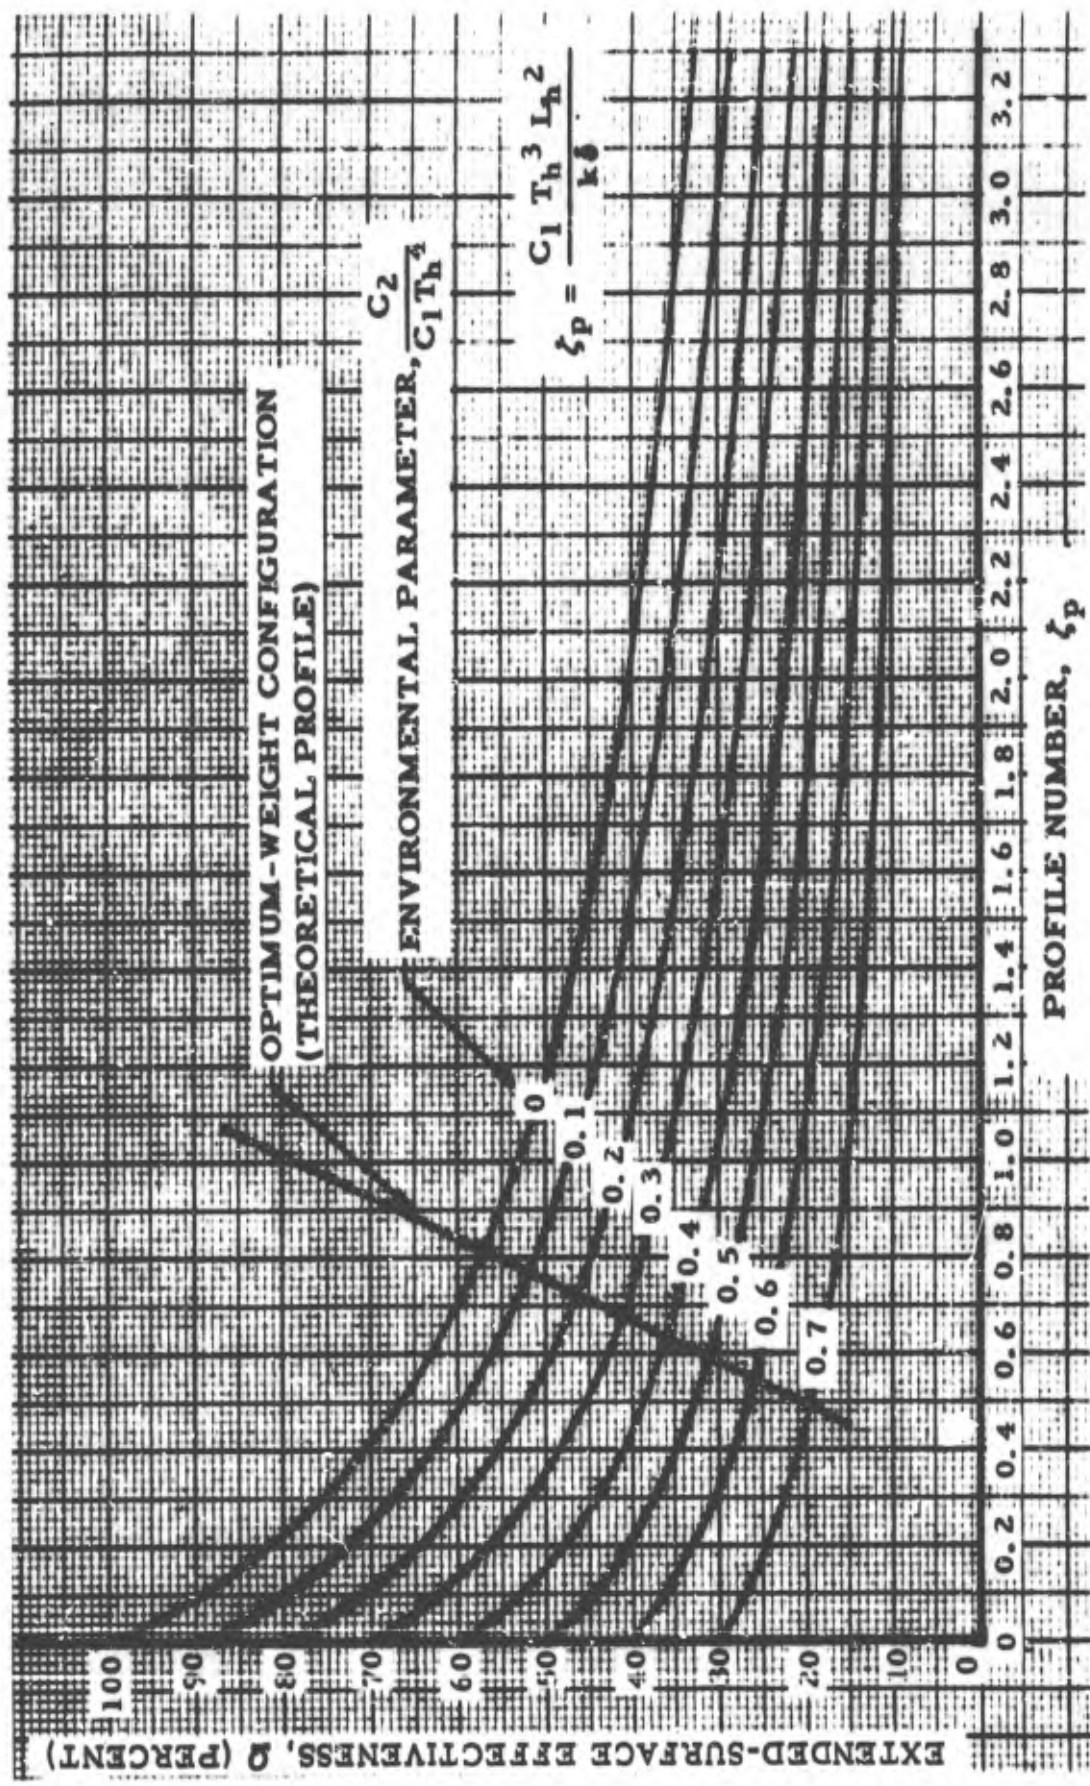 EXTENDED-SURFACE EFFECTIVENESS, Ω (PERCENT)
100
90
80
70
60
50
40
30
20
10
0
OPTIMUM-WEIGHT CONFIGURATION
(THEORETICAL PROFILE)
ENVIRONMENTAL PARAMETER, C₂ / C₁ Tₕ⁴
ζₚ = C₁ Tₕ³ Lₕ² / k δ
0
0.1
0.2
0.3
0.4
0.5
0.6
0.7
0 0.2 0.4 0.6 0.8 1.0 1.2 1.4 1.6 1.8 2.0 2.2 2.4 2.6 2.8 3.0 3.2
PROFILE NUMBER, ζₚ